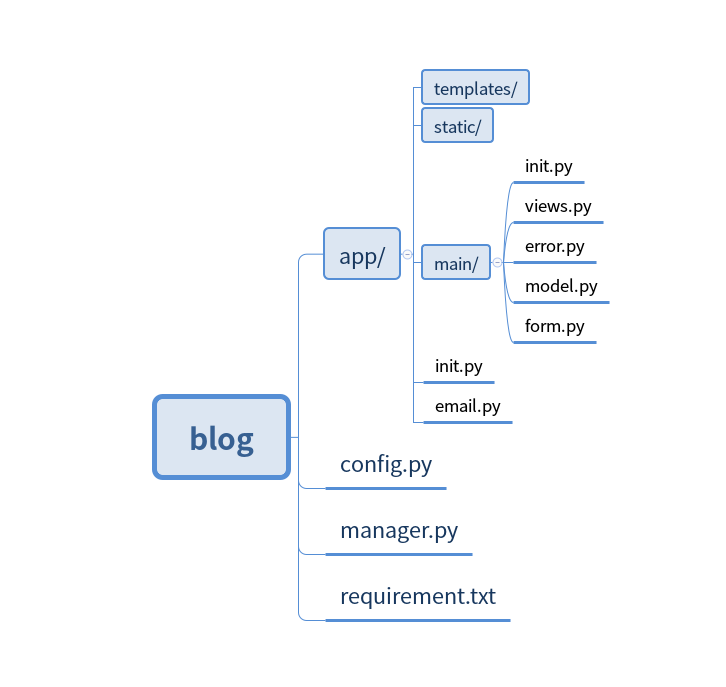 templates/
static/
init.py
views.py
error.py
model.py
form.py
app/
main/
init.py
email.py
blog
config.py
manager.py
requirement.txt